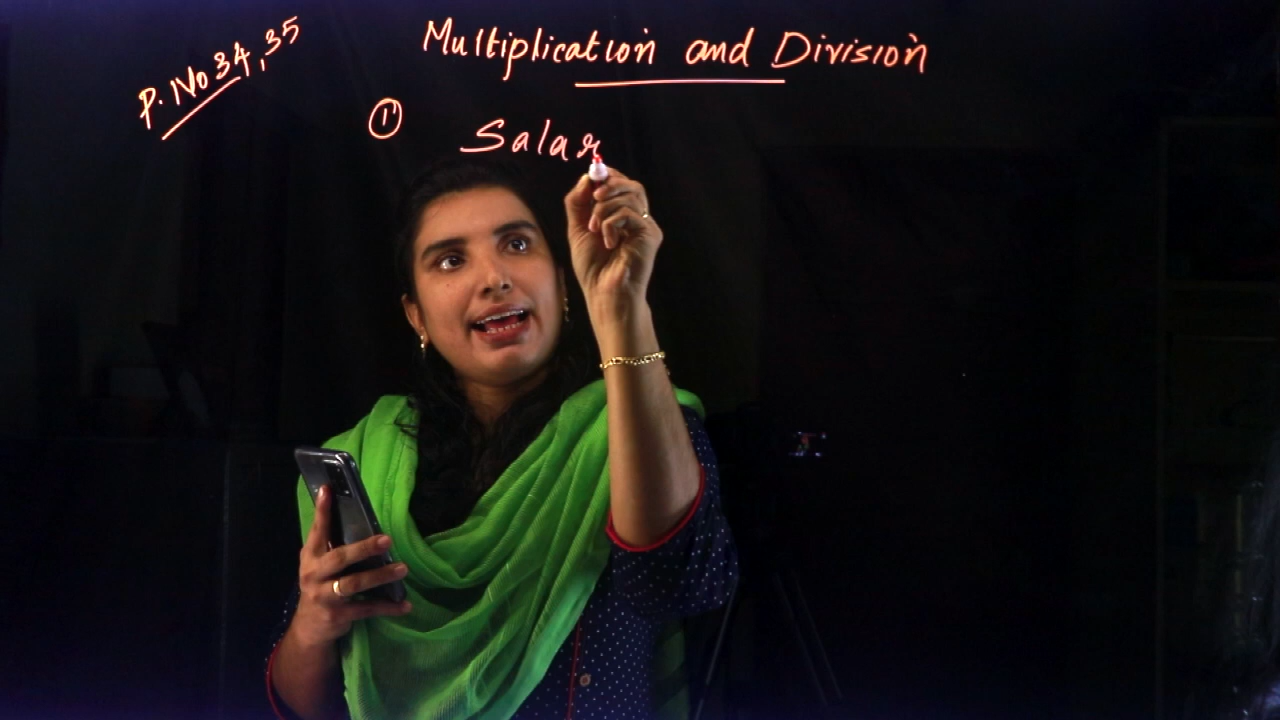 P. No 34, 35
Multiplication and Division
1
Salar